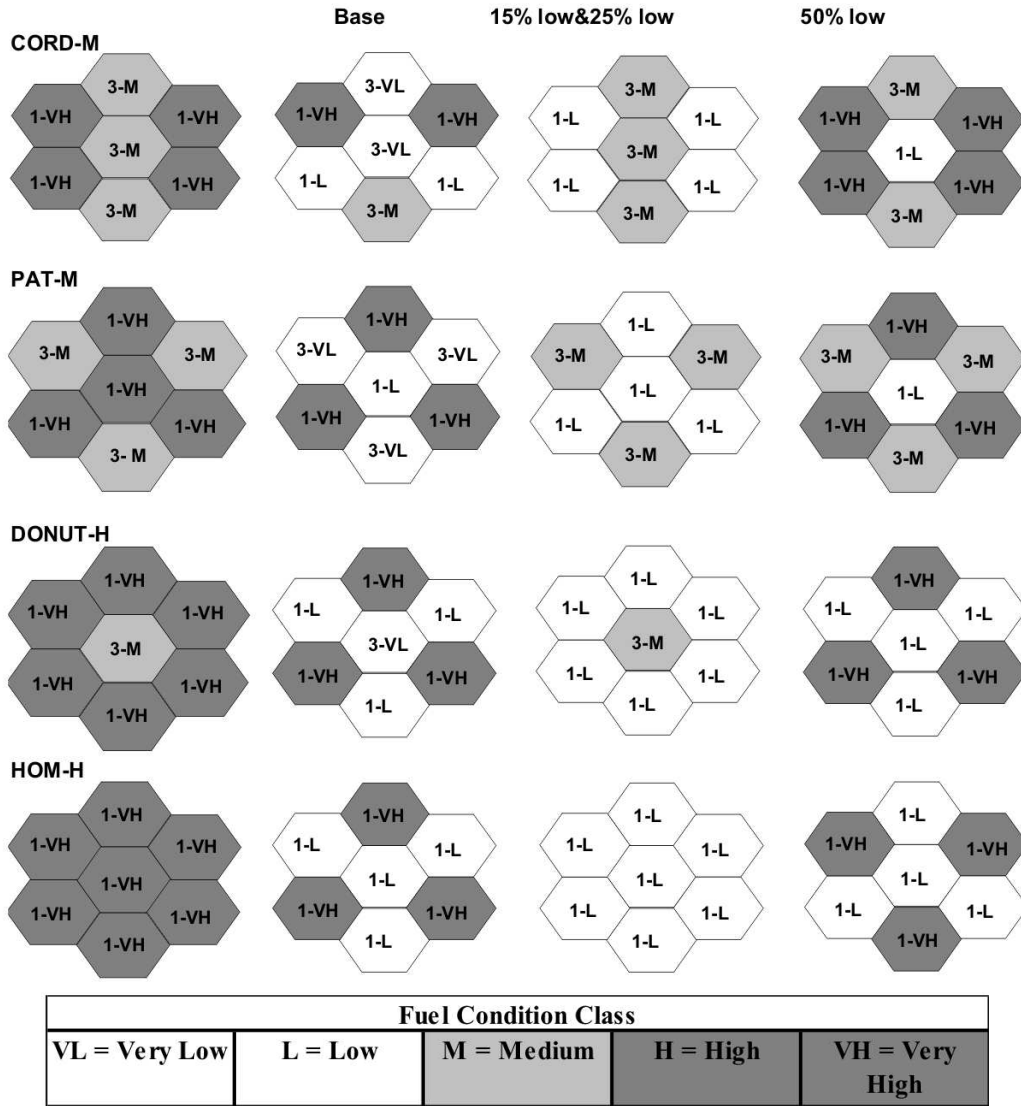 Base 15% low&25% low 50% low
CORD-M
3-M 3-VL 3-M 3-M
1-VH 1-VH 1-VH 1-VH 1-L 1-L 1-VH 1-VH
3-M 3-VL 3-M 1-L
1-VH 1-VH 1-L 1-L 1-L 1-L 1-VH 1-VH
3-M 3-M 3-M 3-M
PAT-M
1-VH 1-VH 1-L 1-VH
3-M 3-M 3-VL 3-VL 3-M 3-M 3-M 3-M
1-VH 1-L 1-L 1-L
1-VH 1-VH 1-VH 1-VH 1-L 1-L 1-VH 1-VH
3- M 3-VL 3-M 3-M
DONUT-H
1-VH 1-VH 1-L 1-VH
1-VH 1-VH 1-L 1-L 1-L 1-L 1-L 1-L
3-M 3-VL 3-M 1-L
1-VH 1-VH 1-VH 1-VH 1-L 1-L 1-VH 1-VH
1-VH 1-L 1-L 1-L
HOM-H
1-VH 1-VH 1-L 1-L
1-VH 1-VH 1-L 1-L 1-L 1-L 1-VH 1-VH
1-VH 1-L 1-L 1-L
1-VH 1-VH 1-VH 1-VH 1-L 1-L 1-L 1-L
1-VH 1-L 1-L 1-VH
Fuel Condition Class
VL = Very Low L = Low M = Medium H = High VH = Very
High